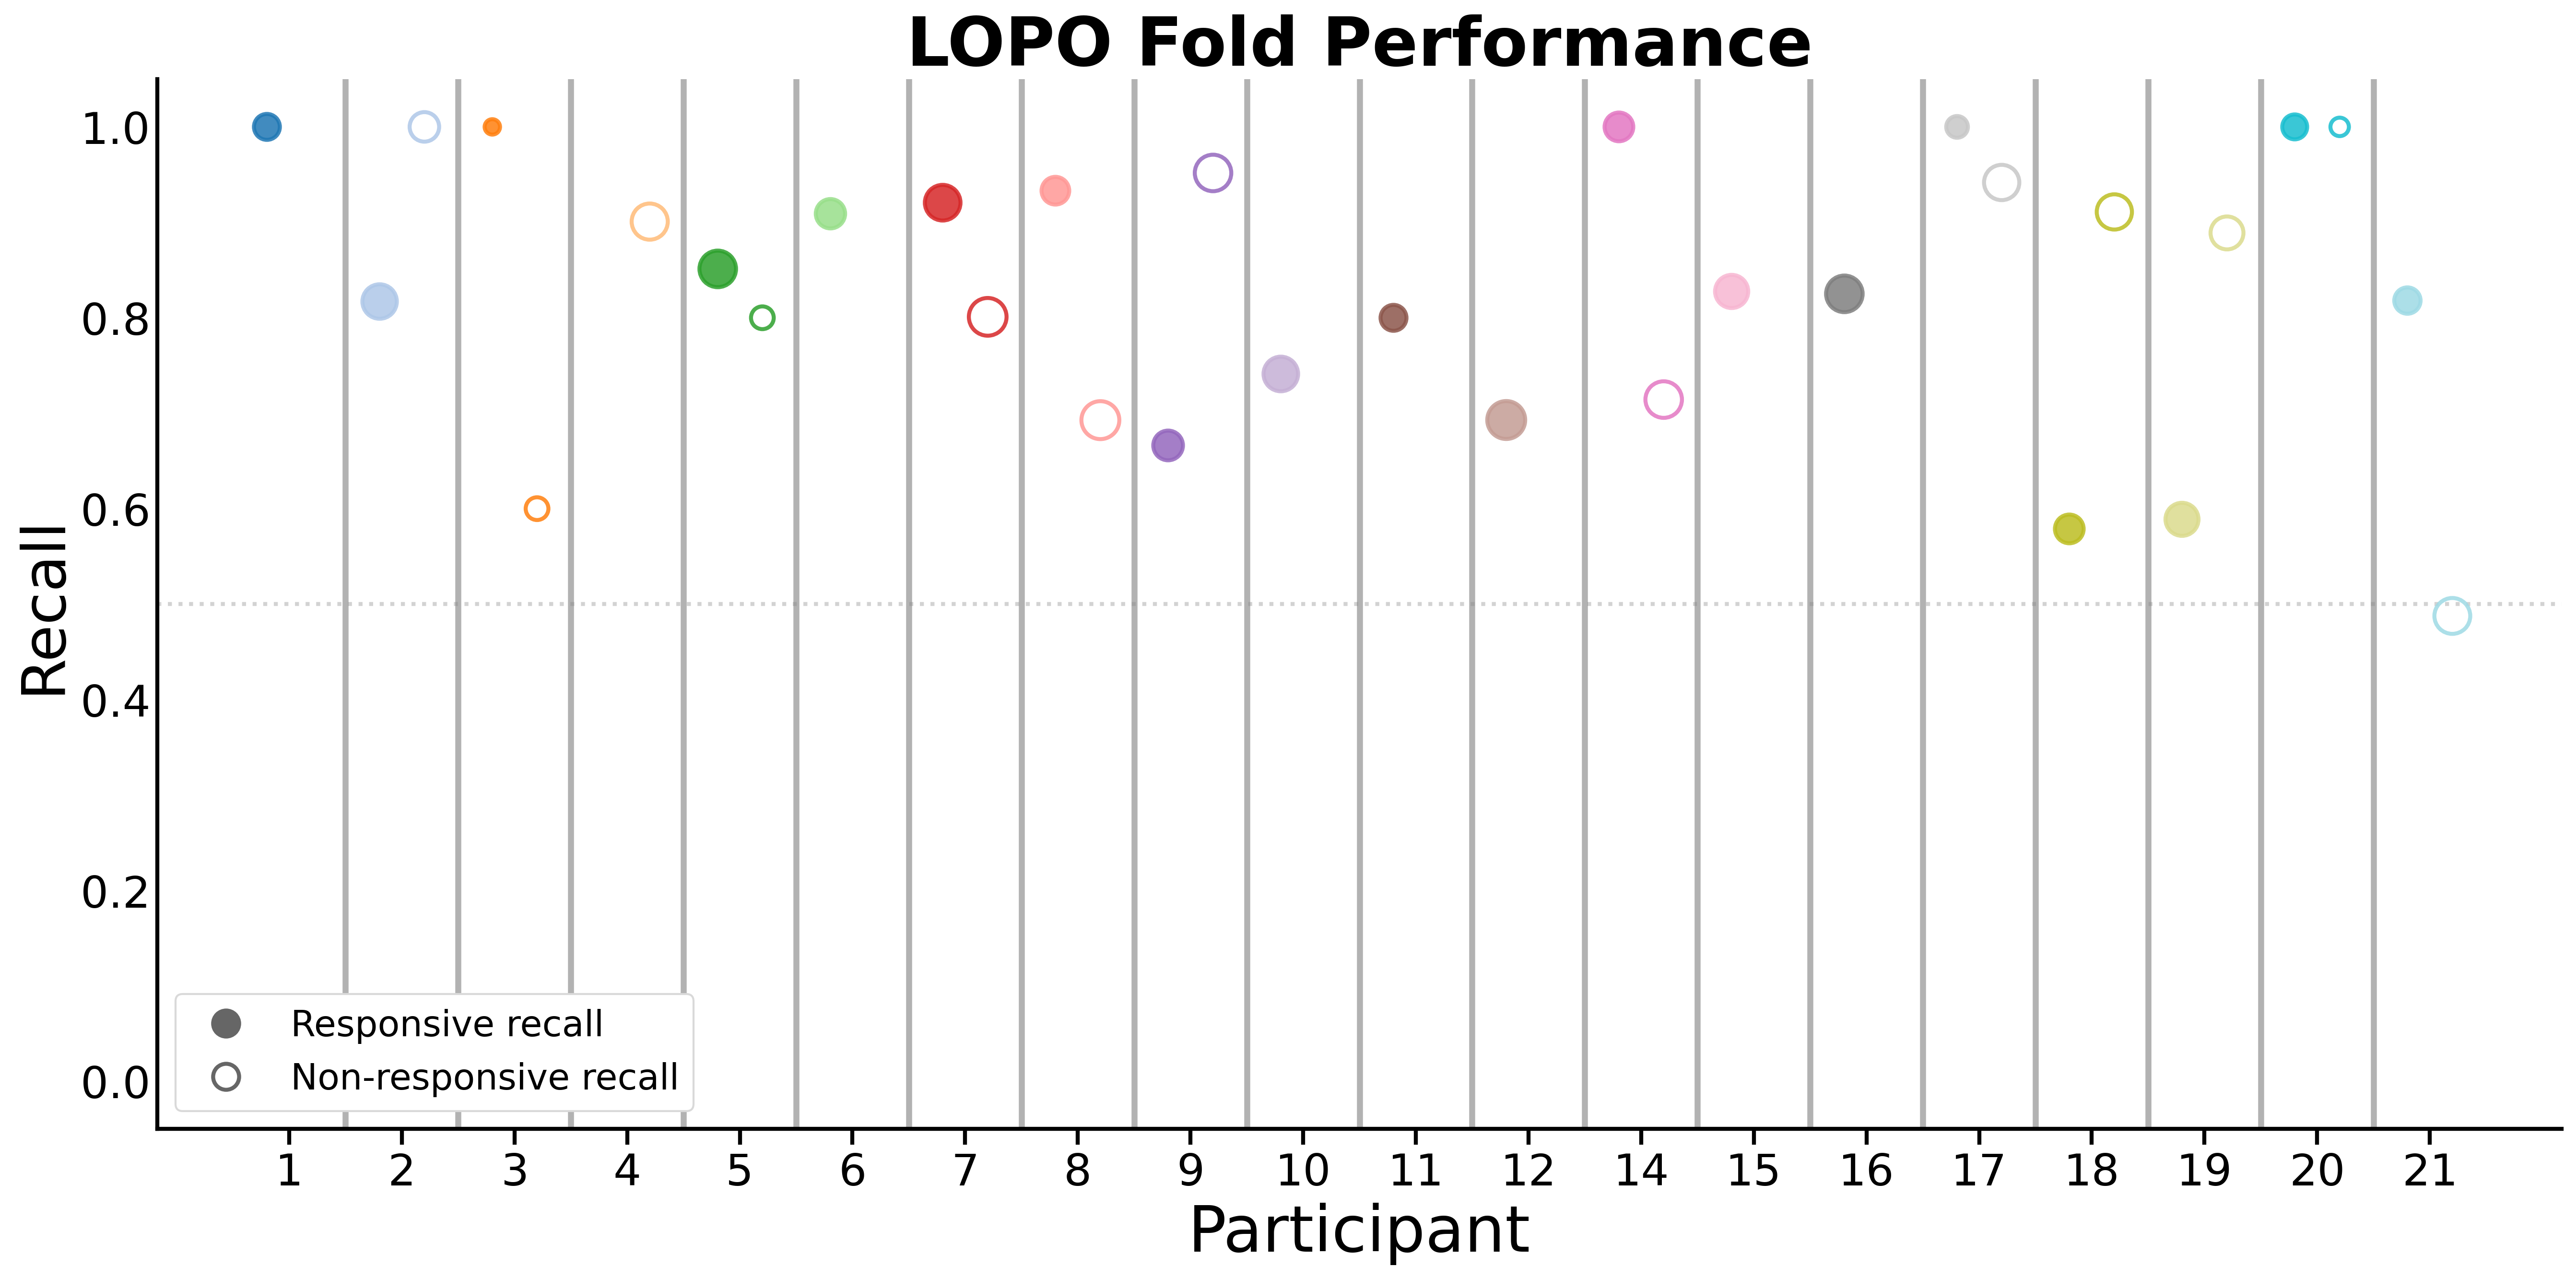 LOPO Fold Performance
Recall
1.0
0.8
0.6
0.4
0.2
0.0
Responsive recall
Non-responsive recall
1 2 3 4 5 6 7 8 9 10 11 12 14 15 16 17 18 19 20 21
Participant